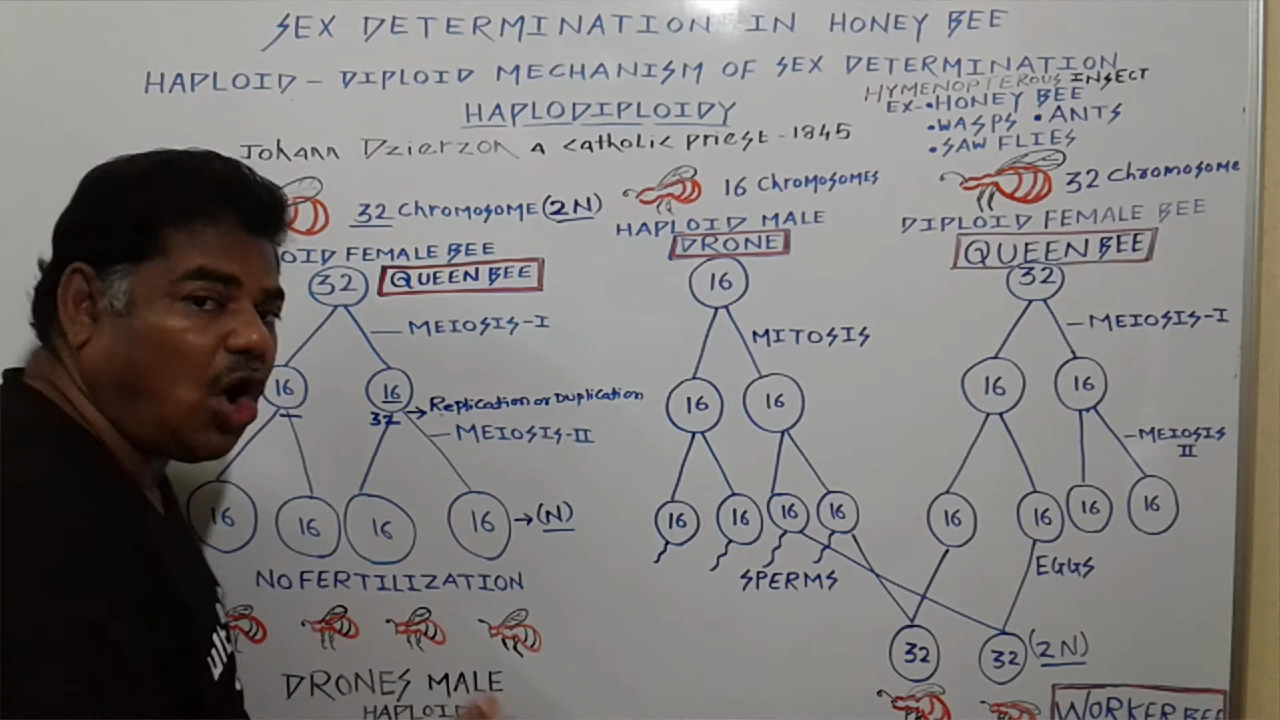 SEX DETERMINATION IN HONEY BEE
HAPLOID - DIPLOID MECHANISM OF SEX DETERMINATION
HAPLODIPLOIDY
HYMENOPTEROUS INSECT
EX-•HONEY BEE
•WASPS •ANTS
•SAW FLIES
Johann Dzierzon a catholic priest - 1845
32 Chromosome (2N)
OID FEMALE BEE
QUEEN BEE
32
MEIOSIS-I
16 16
32
Replication or Duplication
MEIOSIS-II
16 16 16 16 → (N)
NO FERTILIZATION
DRONES MALE
HAPLOI
16 Chromosomes
HAPLOID MALE
DRONE
16
MITOSIS
16 16
16 16 16 16
SPERMS
32 Chromosome
DIPLOID FEMALE BEE
QUEEN BEE
32
MEIOSIS-I
16 16
MEIOSIS
II
16 16 16 16
EGGS
32 32 (2N)
WORKER BEE